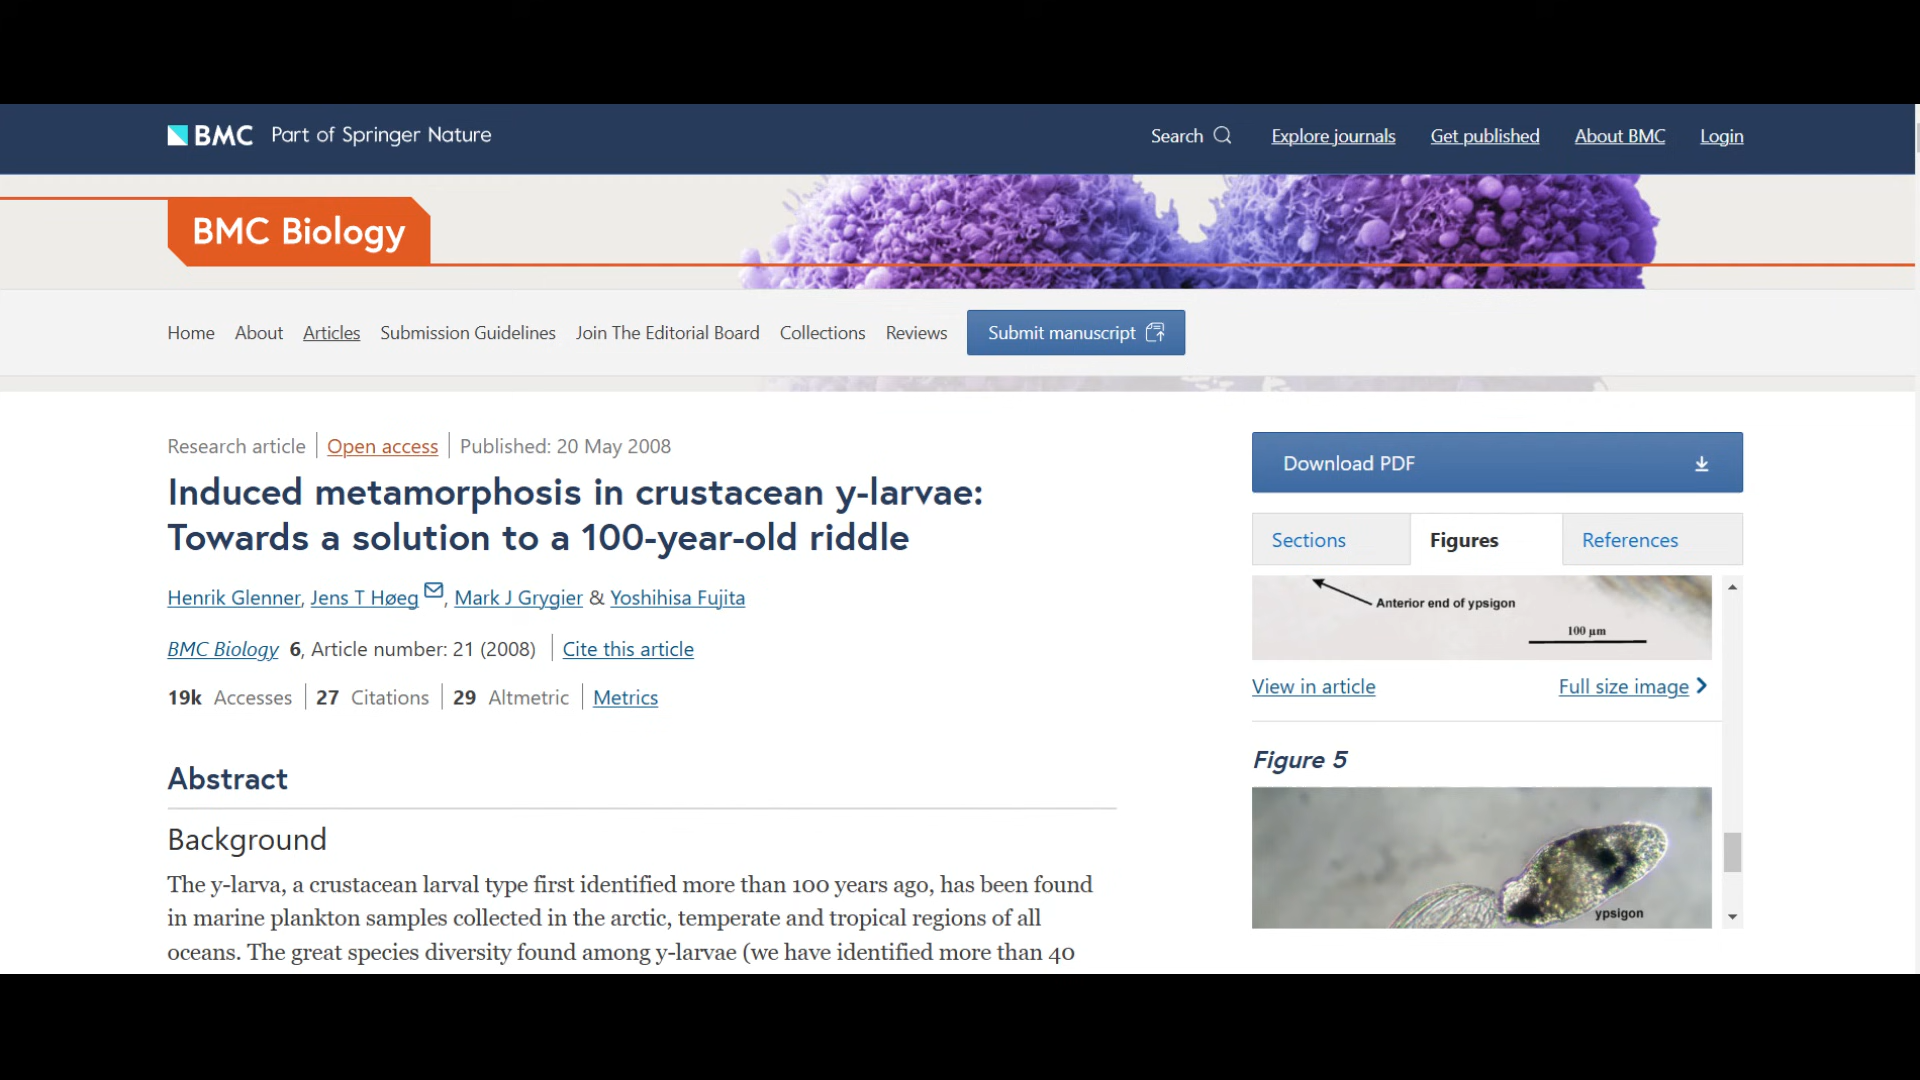 BMC Part of Springer Nature
Search Explore journals Get published About BMC Login
BMC Biology
Home About Articles Submission Guidelines Join The Editorial Board Collections Reviews Submit manuscript
Research article Open access Published: 20 May 2008
Induced metamorphosis in crustacean y-larvae:
Towards a solution to a 100-year-old riddle
Henrik Glenner, Jens T Høeg, Mark J Grygier & Yoshihisa Fujita
BMC Biology 6, Article number: 21 (2008) Cite this article
19k Accesses 27 Citations 29 Altmetric Metrics
Abstract
Background
The y-larva, a crustacean larval type first identified more than 100 years ago, has been found
in marine plankton samples collected in the arctic, temperate and tropical regions of all
oceans. The great species diversity found among y-larvae (we have identified more than 40
Download PDF
Sections Figures References
Anterior end of ypsigon
100 µm
View in article Full size image
Figure 5
ypsigon